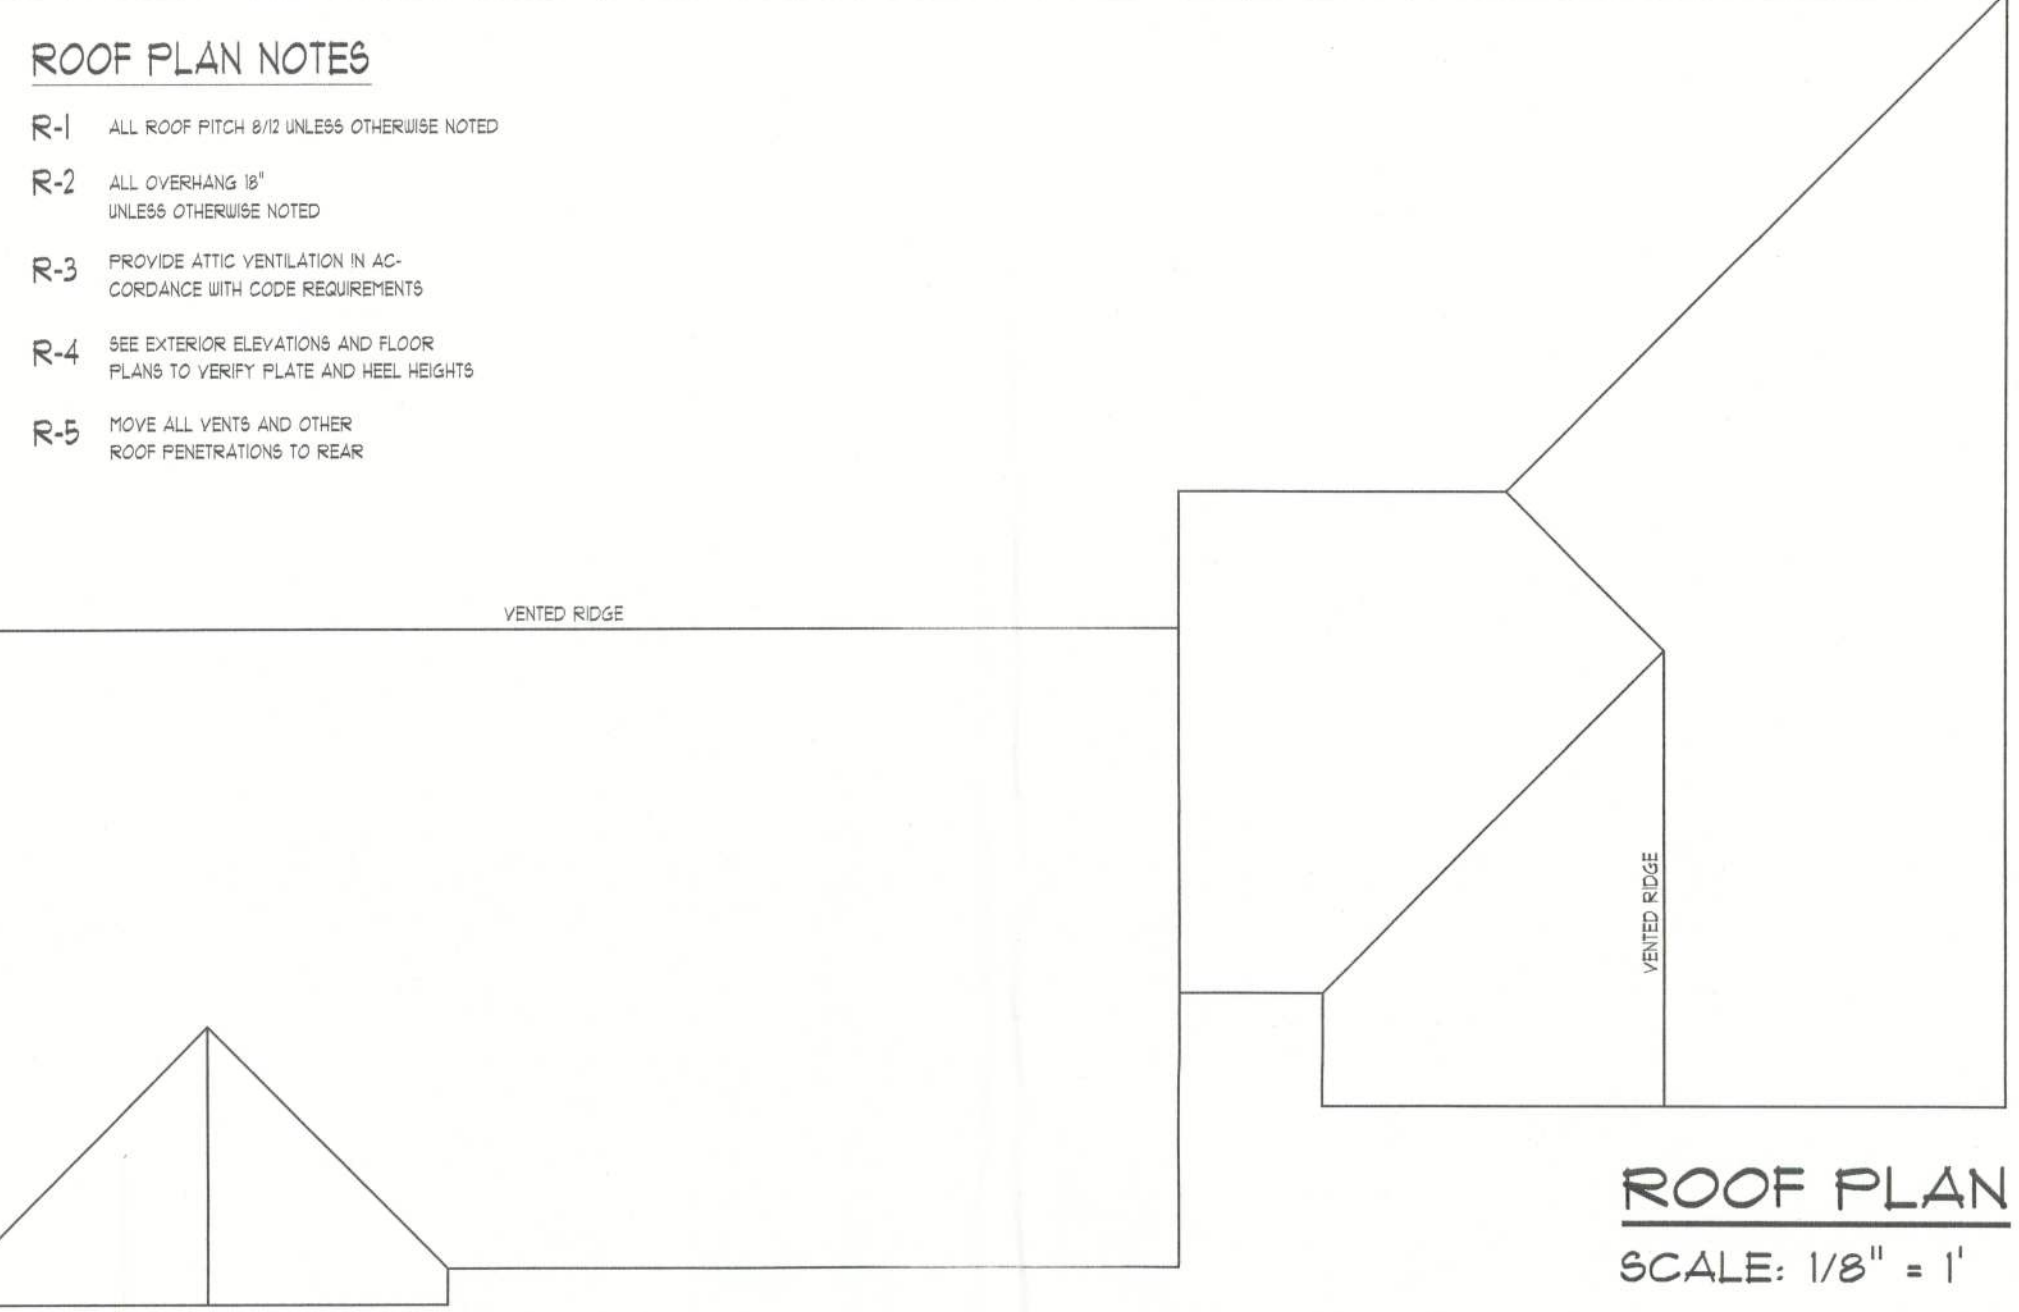 ROOF PLAN NOTES
R-1 ALL ROOF PITCH 8/12 UNLESS OTHERWISE NOTED
R-2 ALL OVERHANG 18"
UNLESS OTHERWISE NOTED
R-3 PROVIDE ATTIC VENTILATION IN AC-
CORDANCE WITH CODE REQUIREMENTS
R-4 SEE EXTERIOR ELEVATIONS AND FLOOR
PLANS TO VERIFY PLATE AND HEEL HEIGHTS
R-5 MOVE ALL VENTS AND OTHER
ROOF PENETRATIONS TO REAR
VENTED RIDGE
VENTED RIDGE
ROOF PLAN
SCALE: 1/8" = 1'